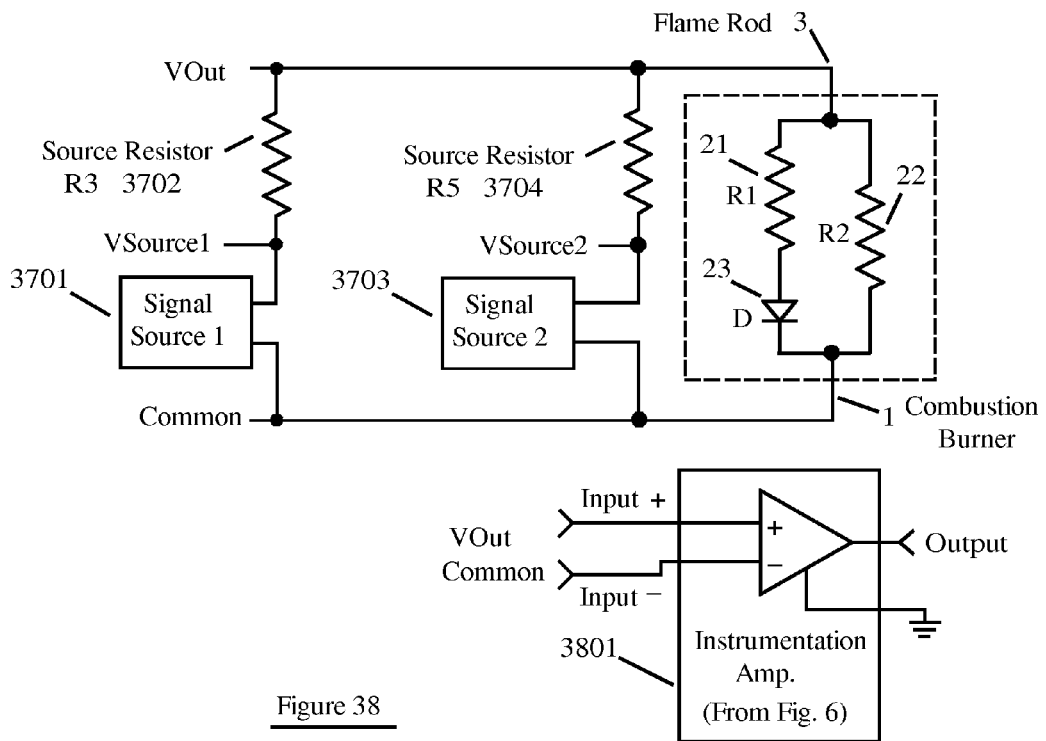 Flame Rod 3
VOut
Source Resistor
R3 3702
Source Resistor
R5 3704
21
R1
22
R2
VSource1
VSource2
3701
Signal
Source 1
3703
Signal
Source 2
23
D
Common
1 Combustion
Burner
Input +
VOut
Common
Input −
+
−
Output
3801
Instrumentation
Amp.
(From Fig. 6)
Figure 38